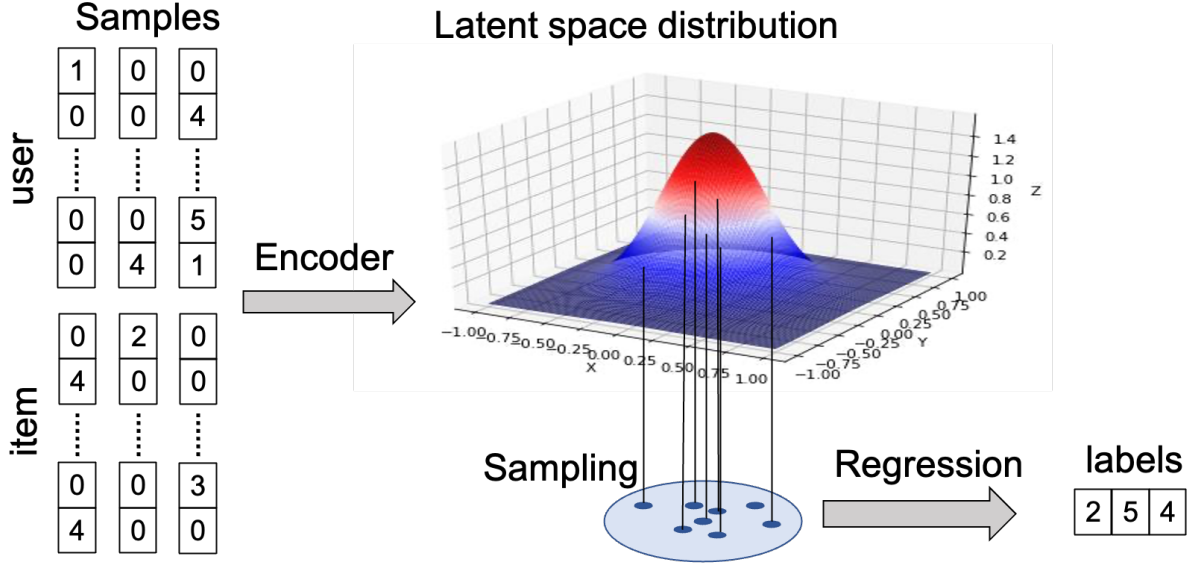 Samples
Latent space distribution
user
1 0 0
0 0 4
0 0 5
0 4 1
item
0 2 0
4 0 0
0 0 3
4 0 0
Encoder
1.4
1.2
1.0
0.8
0.6
0.4
0.2
Z
−1.00 −0.75 −0.50 −0.25 0.00 0.25 0.50 0.75 1.00
X
−1.00 −0.75 −0.50 −0.25 0.00 0.25 0.50 0.75 1.00
Y
Sampling
Regression
labels
2 5 4